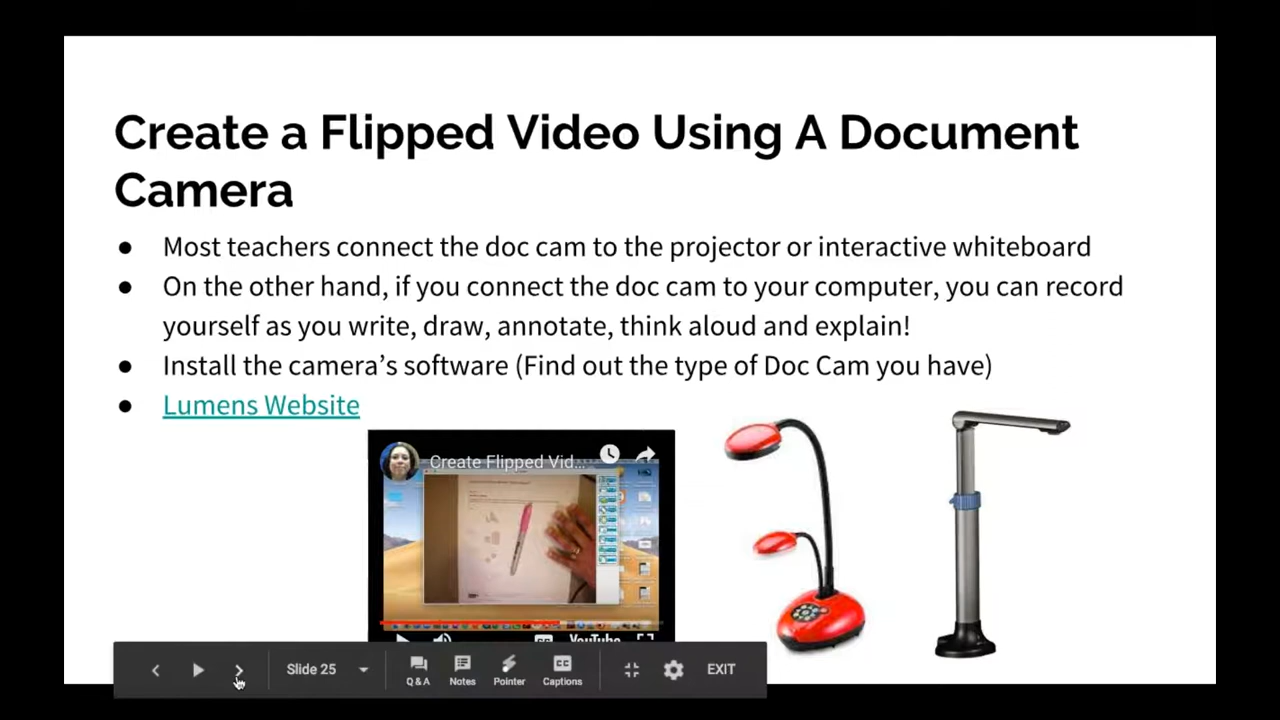 Create a Flipped Video Using A Document
Camera
● Most teachers connect the doc cam to the projector or interactive whiteboard
● On the other hand, if you connect the doc cam to your computer, you can record
yourself as you write, draw, annotate, think aloud and explain!
● Install the camera’s software (Find out the type of Doc Cam you have)
● Lumens Website
Create Flipped Vid...
YouTube
Slide 25
Q & A
Notes
Pointer
Captions
EXIT